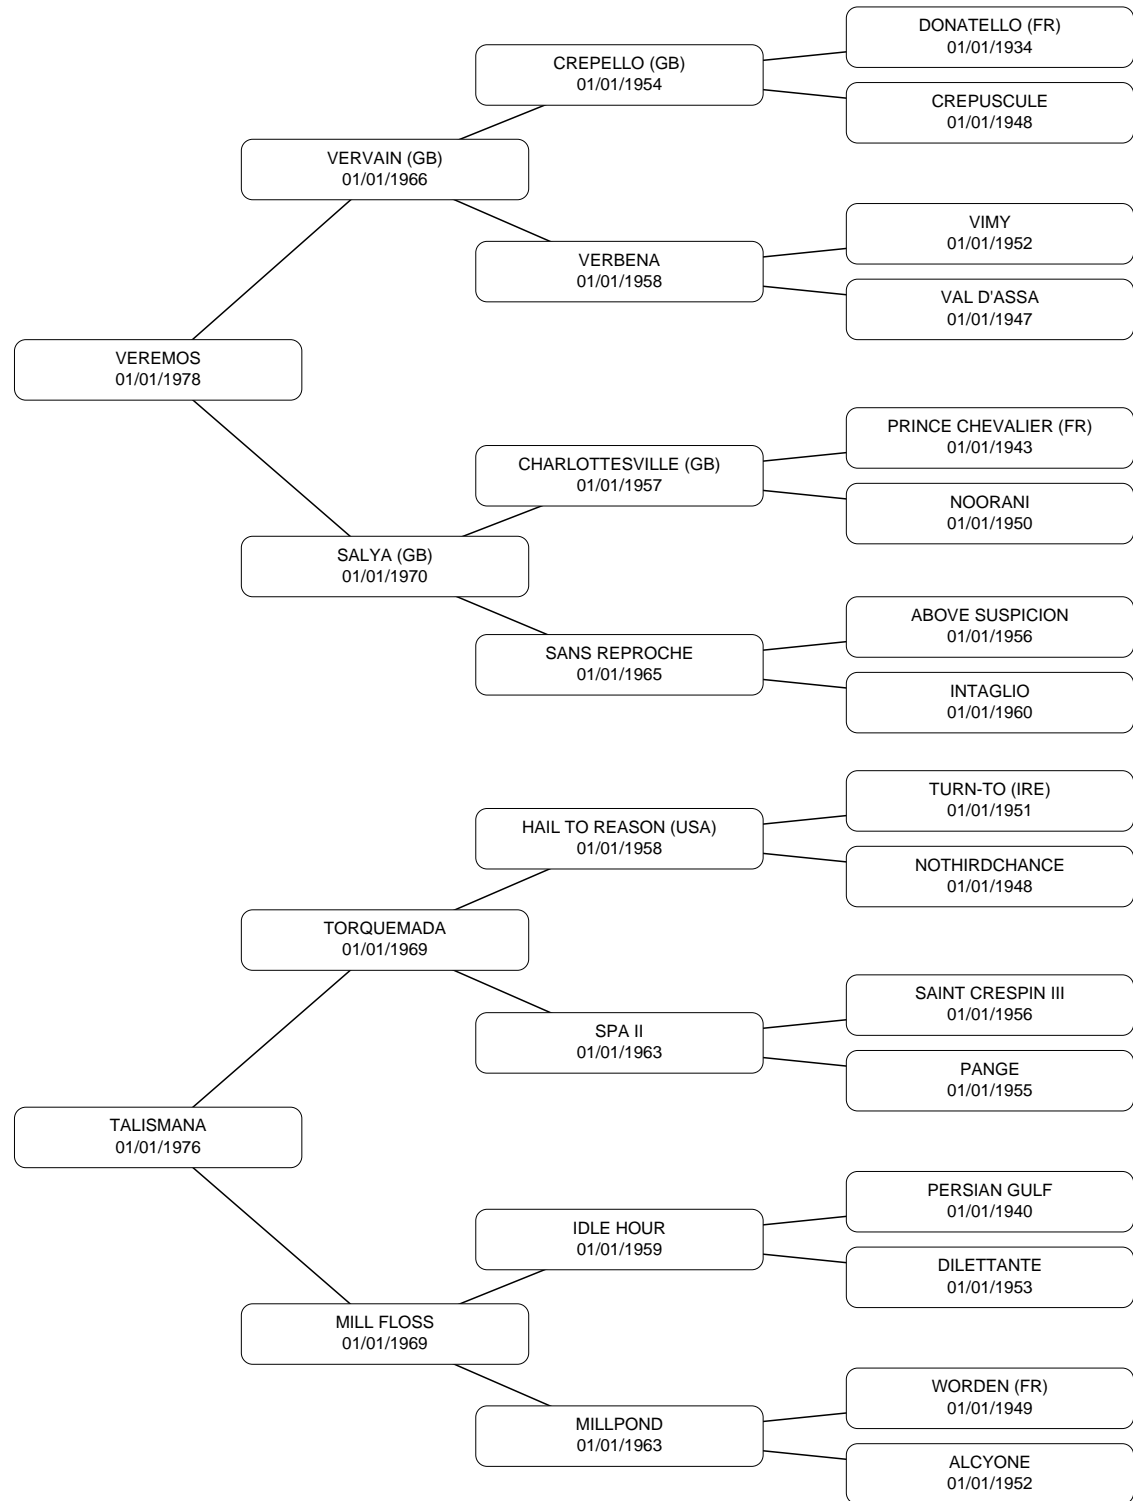 DONATELLO (FR)
01/01/1934
CREPELLO (GB)
01/01/1954
CREPUSCULE
01/01/1948
VERVAIN (GB)
01/01/1966
VIMY
01/01/1952
VERBENA
01/01/1958
VAL D'ASSA
01/01/1947
VEREMOS
01/01/1978
PRINCE CHEVALIER (FR)
01/01/1943
CHARLOTTESVILLE (GB)
01/01/1957
NOORANI
01/01/1950
SALYA (GB)
01/01/1970
ABOVE SUSPICION
01/01/1956
SANS REPROCHE
01/01/1965
INTAGLIO
01/01/1960
TURN-TO (IRE)
01/01/1951
HAIL TO REASON (USA)
01/01/1958
NOTHIRDCHANCE
01/01/1948
TORQUEMADA
01/01/1969
SAINT CRESPIN III
01/01/1956
SPA II
01/01/1963
PANGE
01/01/1955
TALISMANA
01/01/1976
PERSIAN GULF
01/01/1940
IDLE HOUR
01/01/1959
DILETTANTE
01/01/1953
MILL FLOSS
01/01/1969
WORDEN (FR)
01/01/1949
MILLPOND
01/01/1963
ALCYONE
01/01/1952